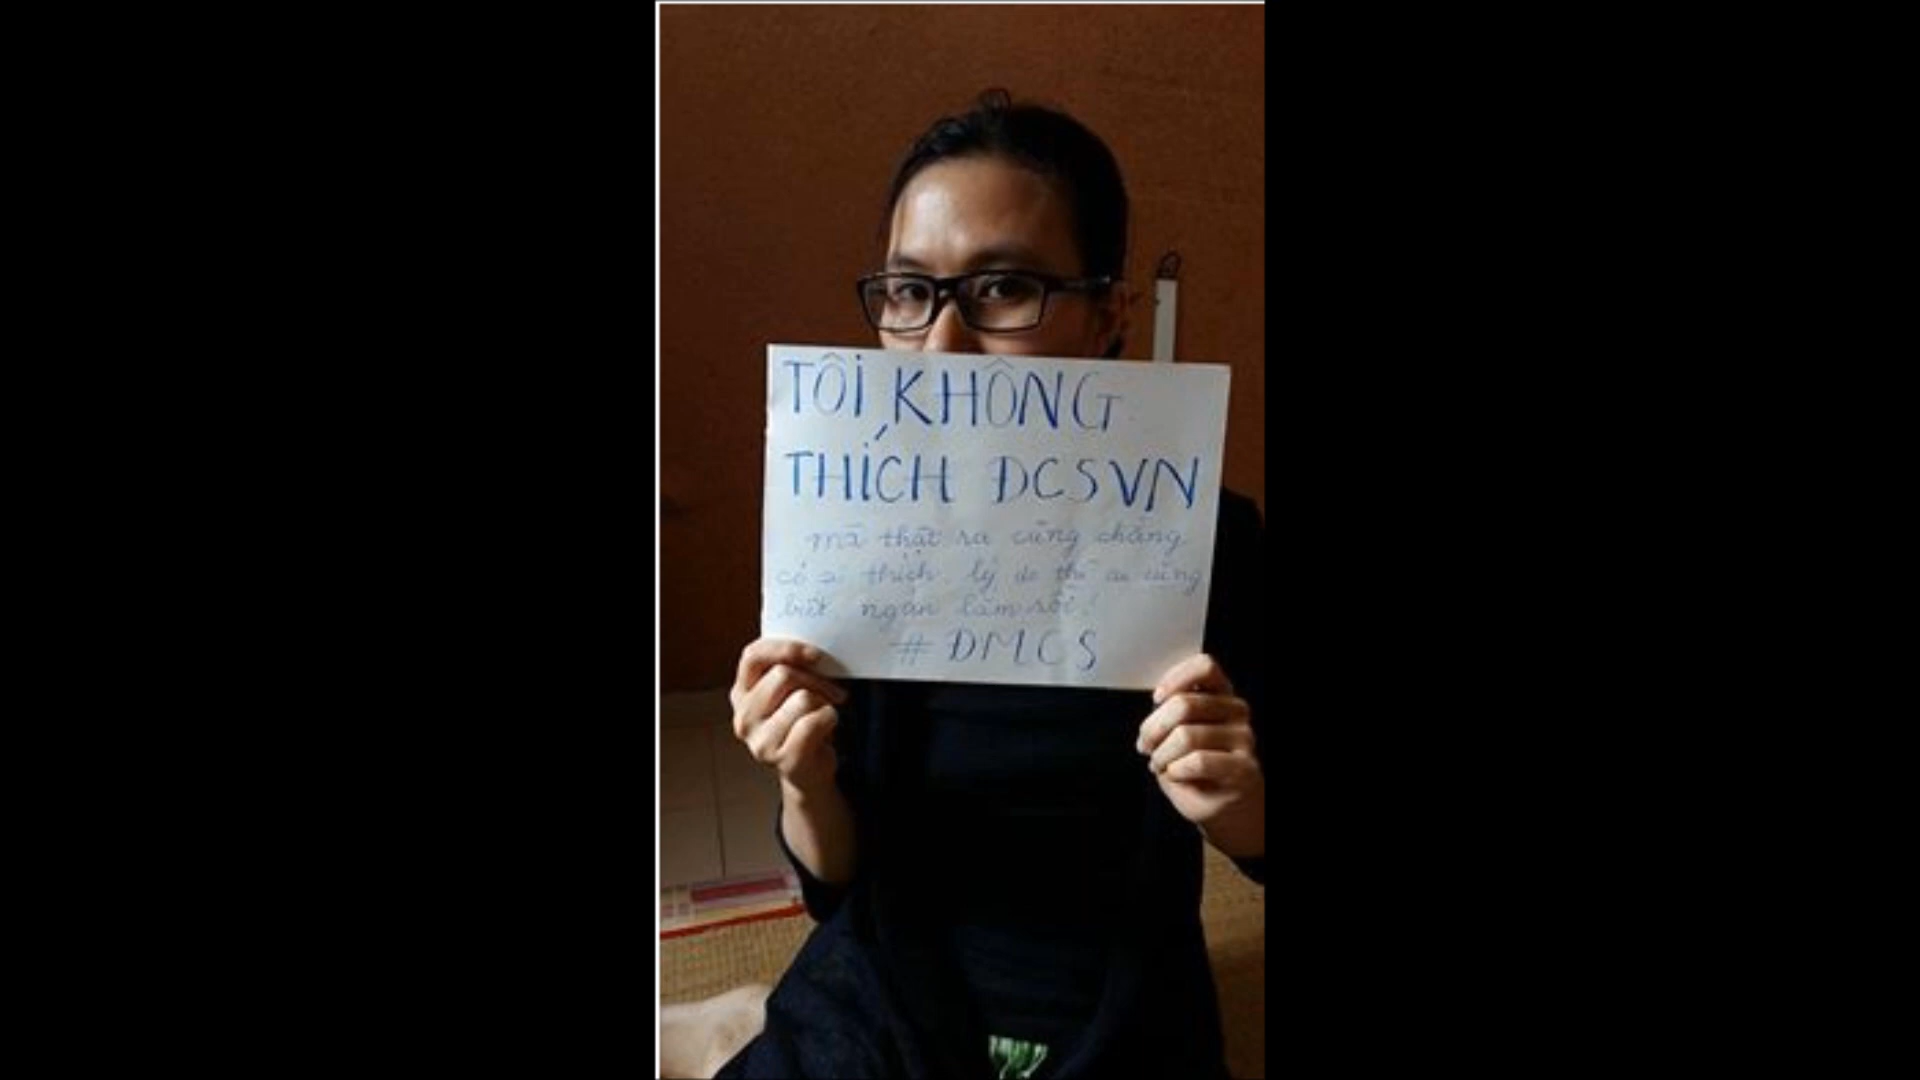 TÔI KHÔNG
THÍCH ĐCSVN
mà thật ra cũng chẳng
có ai thích lý do thì ai cũng
biết ngán lắm rồi!
#ĐMCS